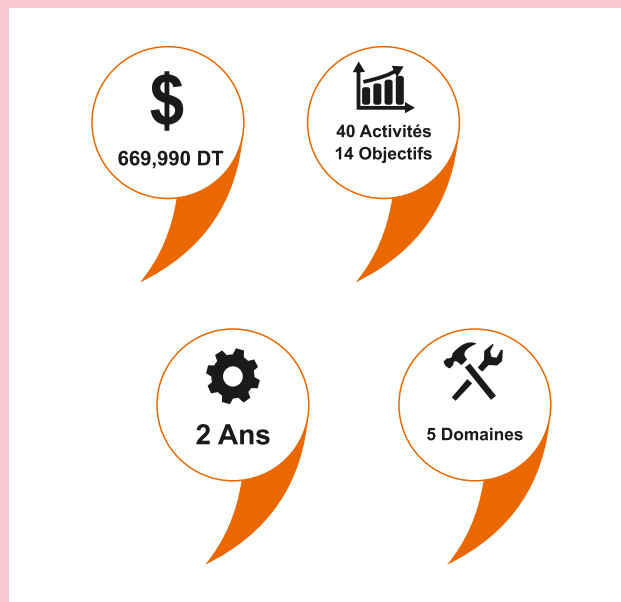 $
669,990 DT
40 Activités
14 Objectifs
2 Ans
5 Domaines